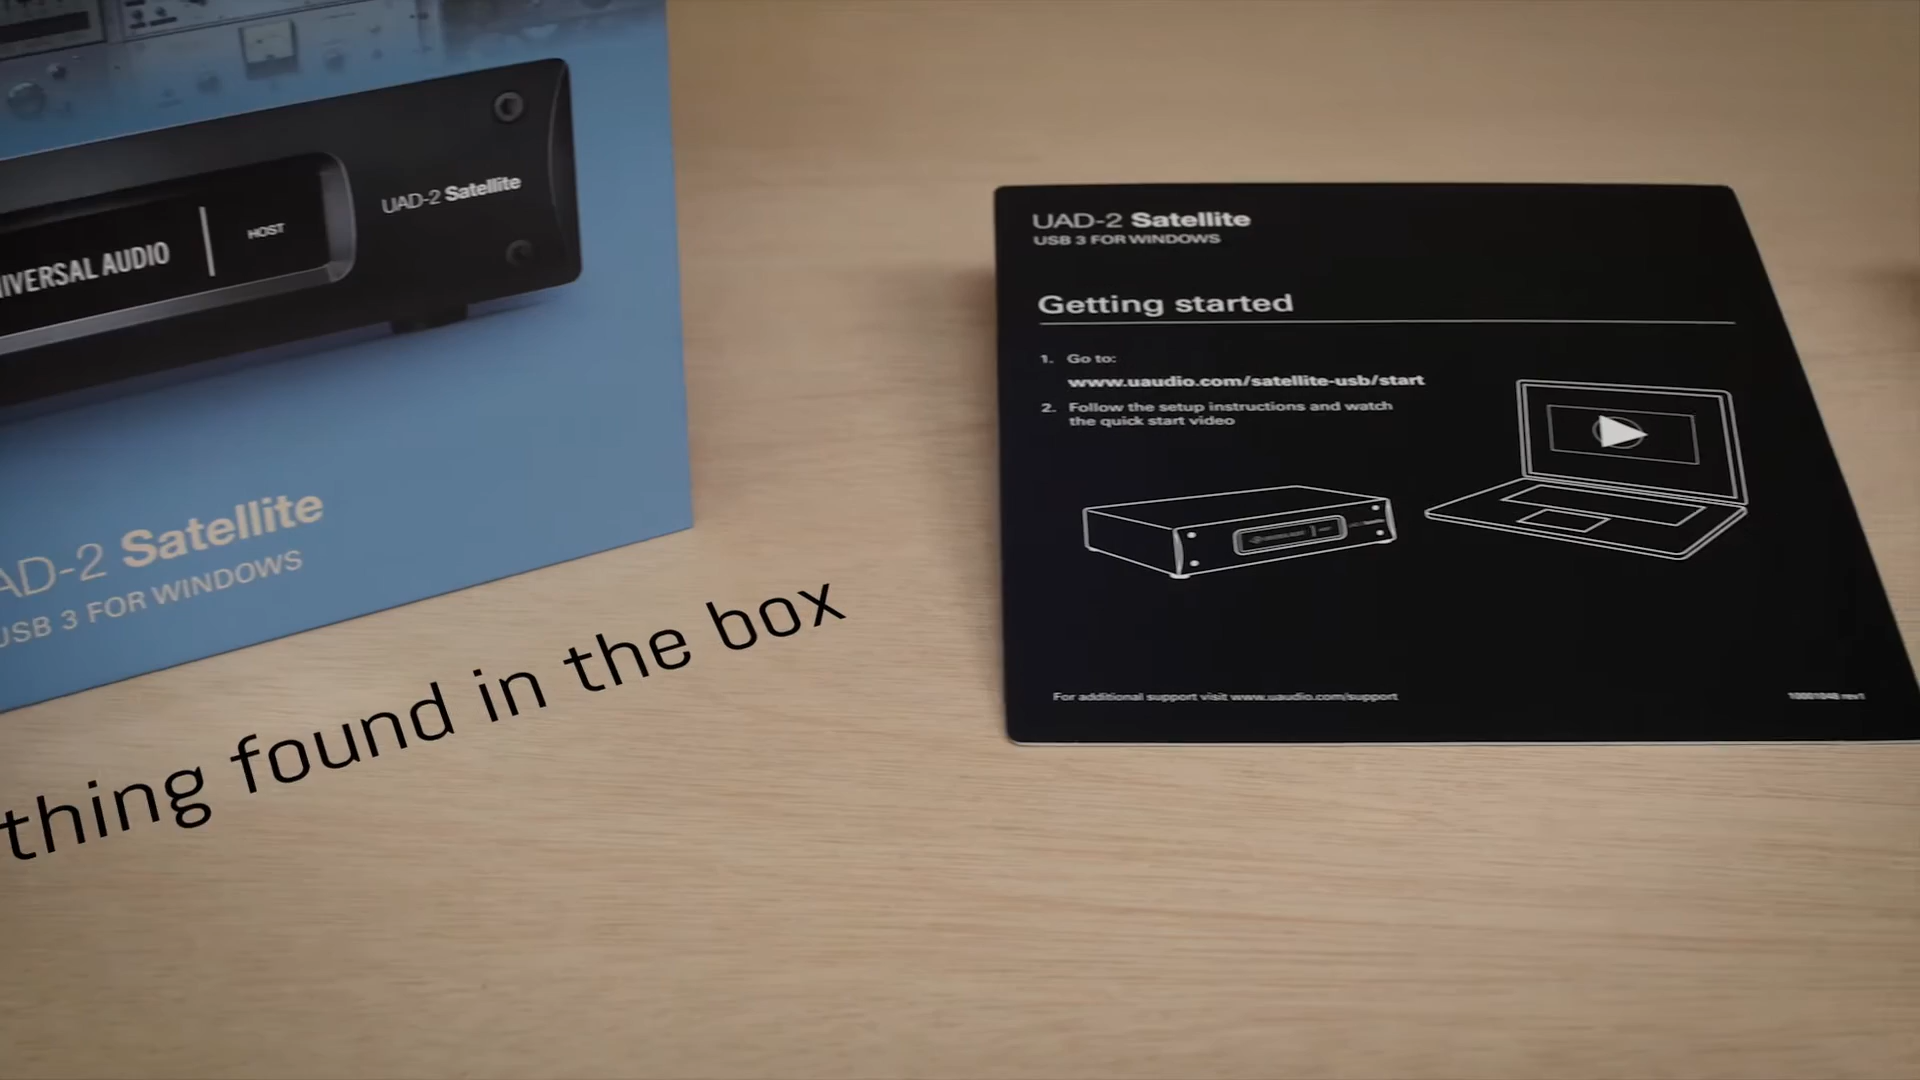 IVERSAL AUDIO
HOST
UAD-2 Satellite
AD-2 Satellite
USB 3 FOR WINDOWS
thing found in the box
UAD-2 Satellite
USB 3 FOR WINDOWS
Getting started
1. Go to:
www.uaudio.com/satellite-usb/start
2. Follow the setup instructions and watch
the quick start video
For additional support visit www.uaudio.com/support